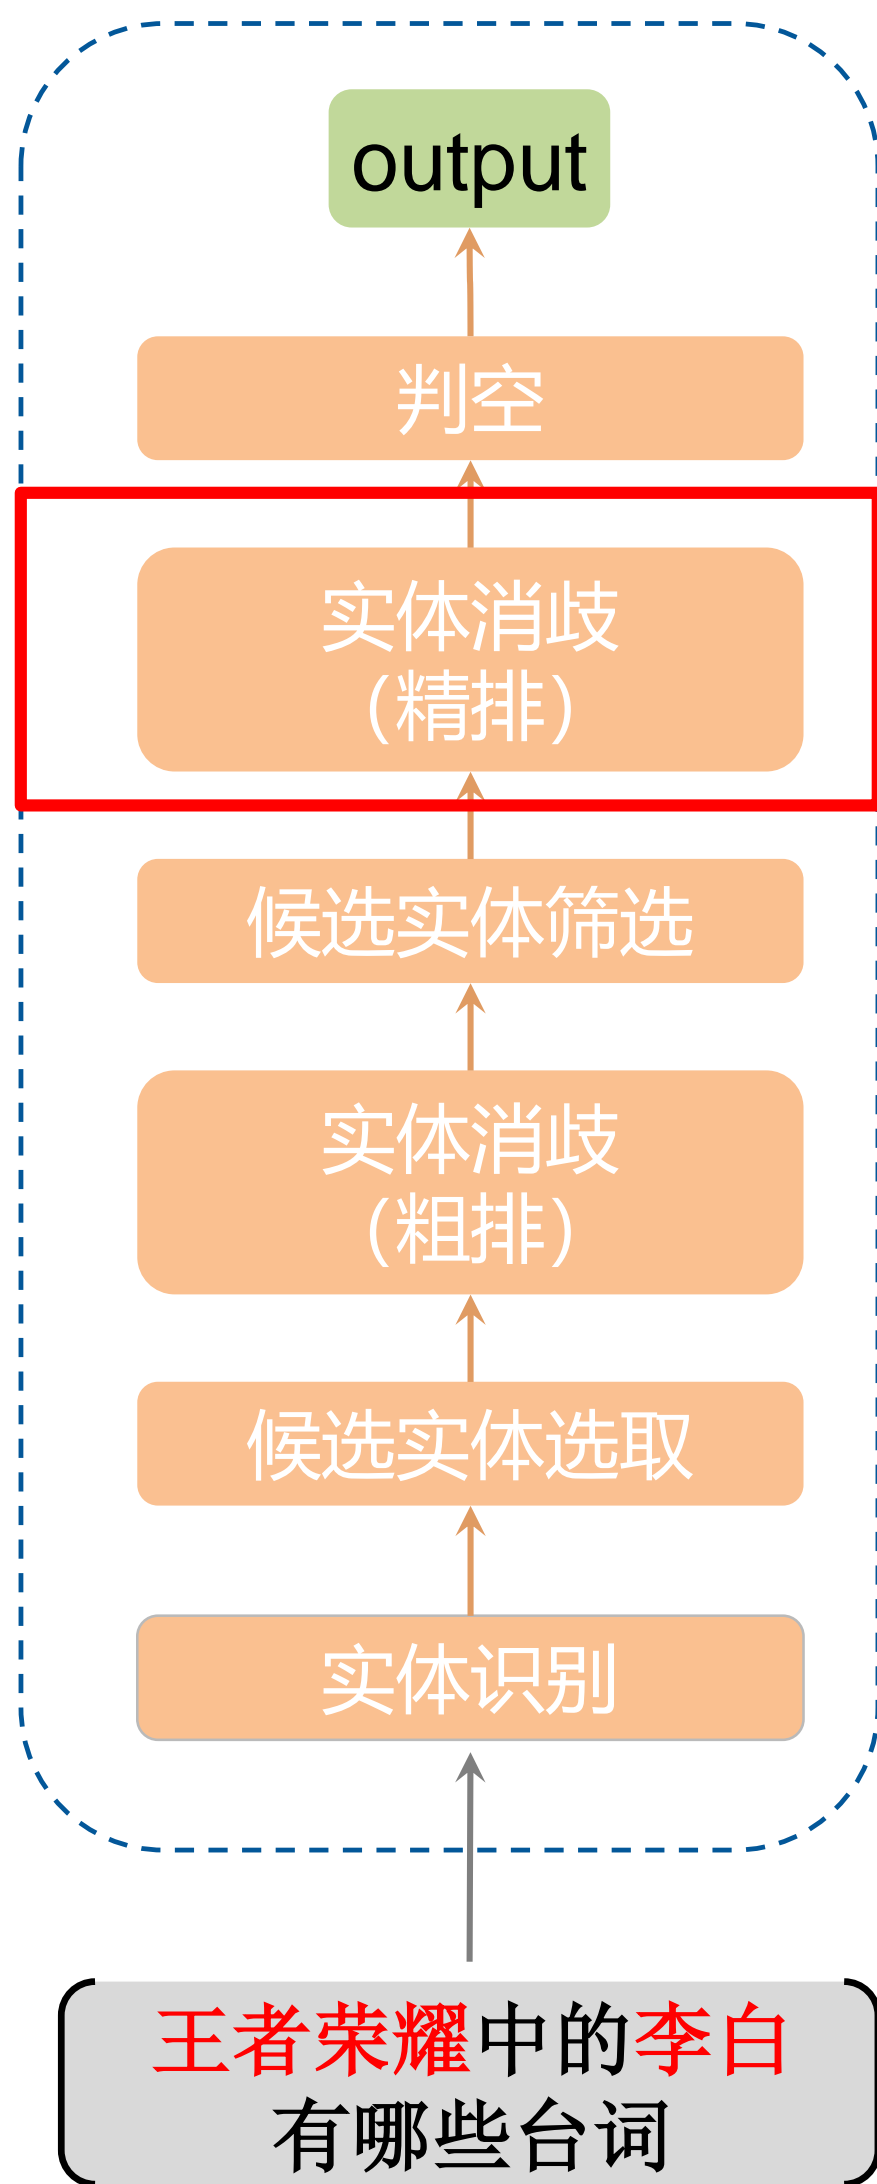 output
判空
实体消歧
（精排）
候选实体筛选
实体消歧
（粗排）
候选实体选取
实体识别
王者荣耀中的李白
有哪些台词